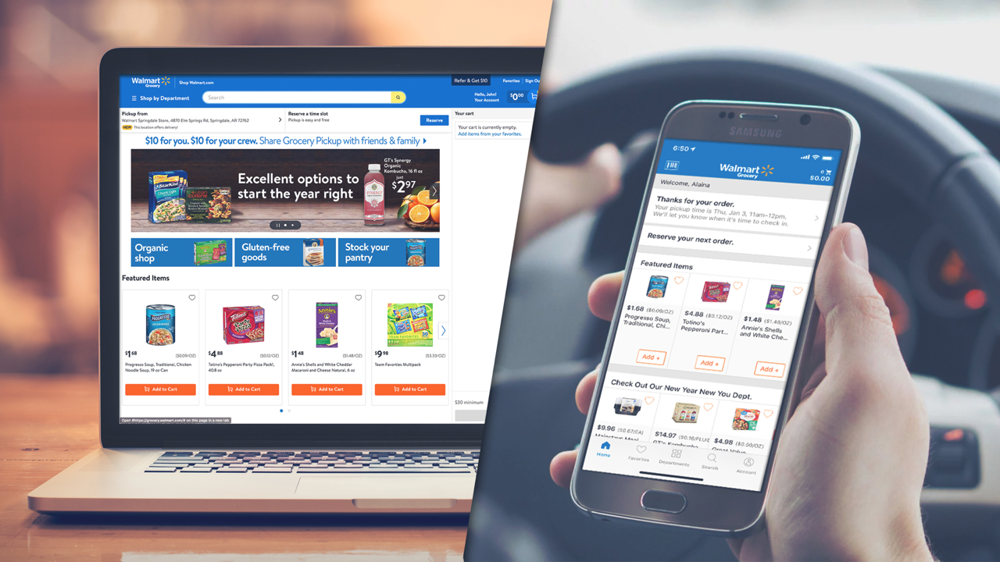 Walmart
Grocery
Shop Walmart.com
Refer & Get $10
Favorites
Shop by Department
Search
Hello, John!
Your Account
$0.00
Pickup from
Walmart Springdale Store, 4870 Elm Springs Rd, Springdale, AR 72762
NEW This location offers delivery!
Reserve a time slot
Pickup is easy and free
Reserve
Your cart
Your cart is currently empty.
Add items from your favorites.
$10 for you. $10 for your crew. Share Grocery Pickup with friends & family
Excellent options to
start the year right
GT's Synergy
Organic
Kombucha, 16 fl oz
just
$2.97
Organic
shop
Gluten-free
goods
Stock your
pantry
Featured Items
PROGRESSO
TOTINO'S
ANNIE'S
TEAM FAVORITES
30
$1.68 ($0.09/OZ)
Progresso Soup, Traditional, Chicken
Noodle Soup, 19 oz Can
Add to Cart
$4.88 ($0.12/OZ)
Totino's Pepperoni Party Pizza Pack!,
40.8 oz
Add to Cart
$1.48 ($1.48/OZ)
Annie's Shells and White Cheddar
Macaroni and Cheese Natural, 6 oz
Add to Cart
$9.98 ($3.33/OZ)
Team Favorties Multipack
Add to Cart
$30 minimum
Open #https://grocery.walmart.com/# on this page in a new tab
SAMSUNG
6:50
Walmart
Grocery
0
$0.00
Welcome, Alaina
Thanks for your order.
Your pickup time is Thu, Jan 3, 11am–12pm.
We'll let you know when it's time to check in.
Reserve your next order.
Featured Items
$1.68 ($0.09/OZ)
Progresso Soup,
Traditional, Chi...
Add +
$4.88 ($0.12/OZ)
Totino's
Pepperoni Part...
Add +
$1.48 ($1.48/OZ)
Annie's Shells
and White Che...
Add +
Check Out Our New Year New You Dept.
$9.96 ($0.67/EA)
$14.97
GT's Kombucha
$4.98 ($0.50/OZ)
Great Value
Home
Favorites
Departments
Search
Account